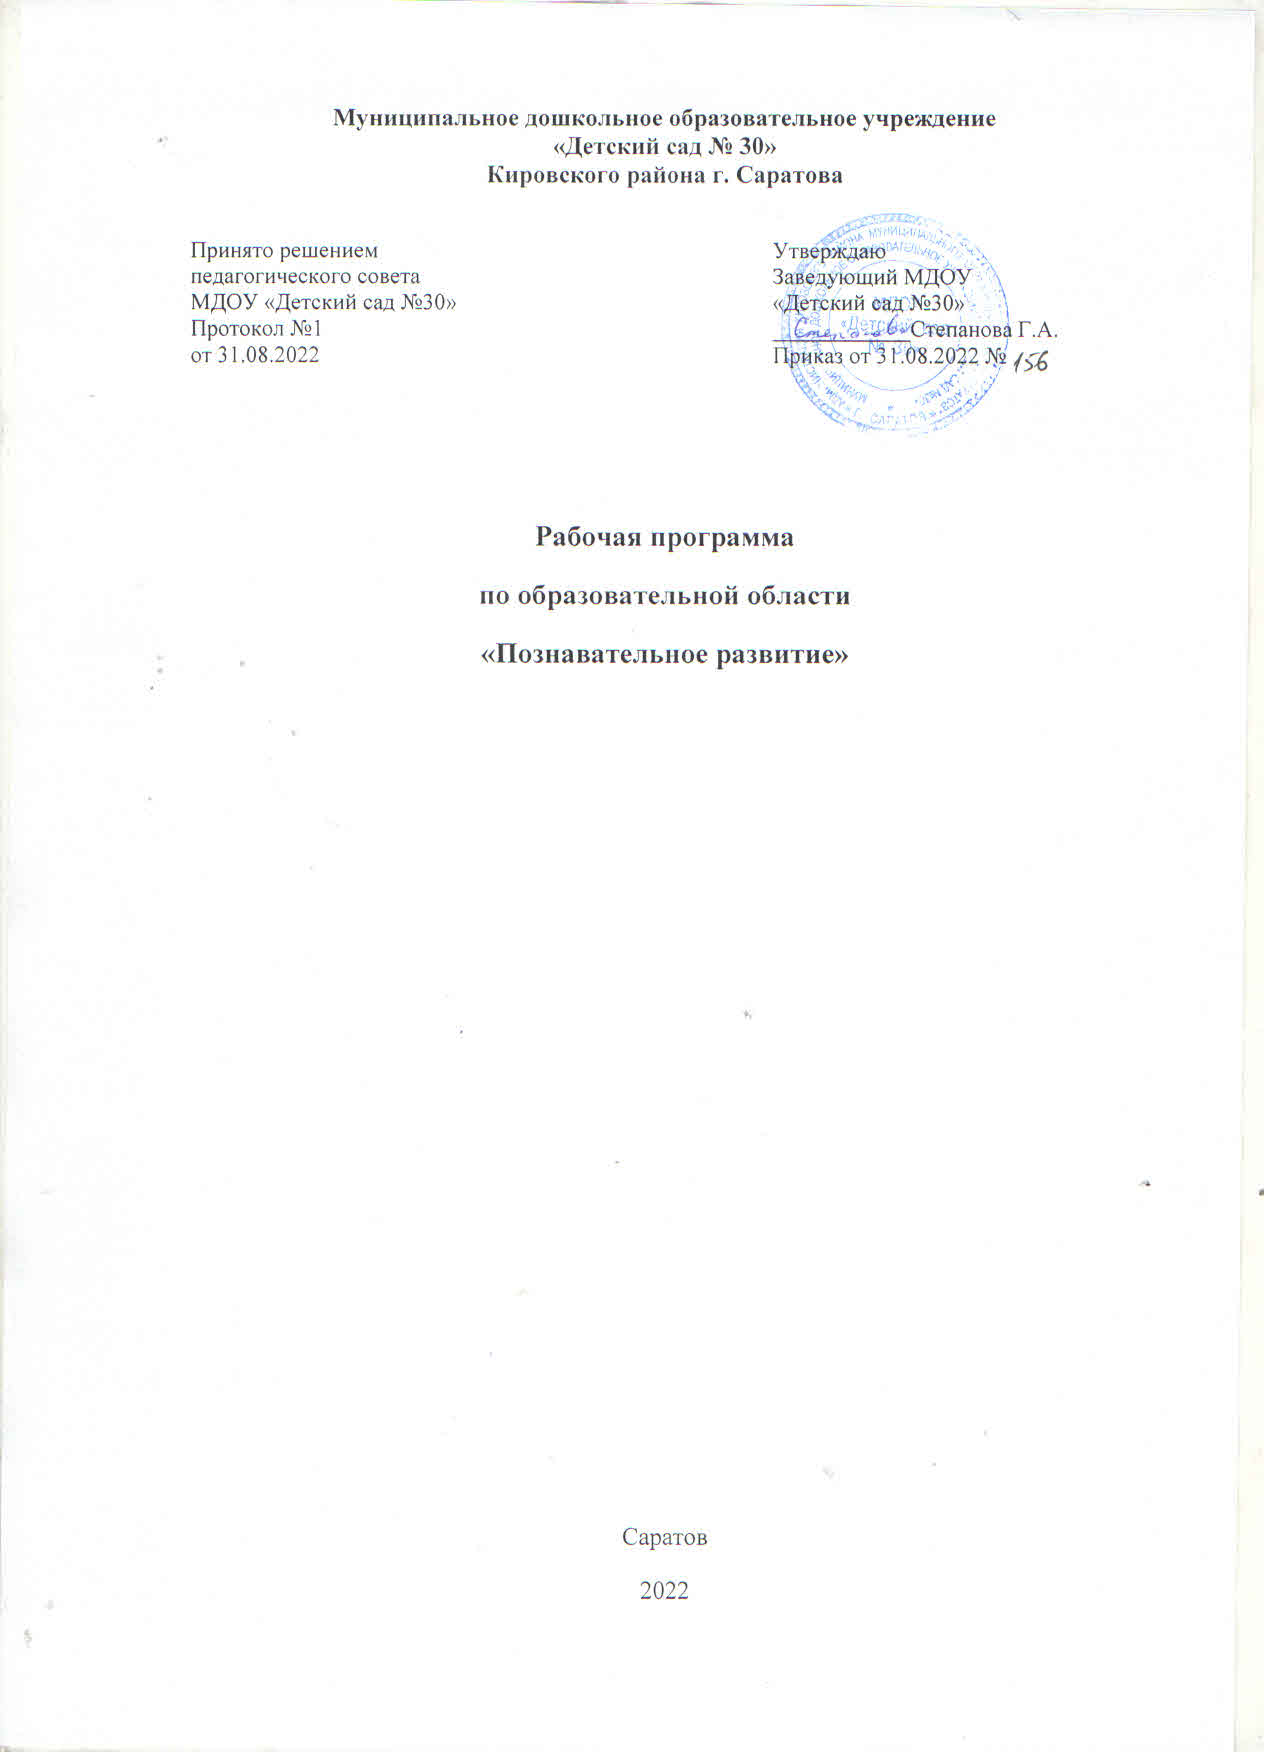 Муниципальное дошкольное образовательное учреждение
«Детский сад № 30»
Кировского района г. Саратова
Принято решением
педагогического совета
МДОУ «Детский сад №30»
Протокол №1
от 31.08.2022
Утверждаю
Заведующий МДОУ
«Детский сад №30»
Степанова Г.А.
Приказ от 31.08.2022 № 156
Рабочая программа
по образовательной области
«Познавательное развитие»
Саратов
2022